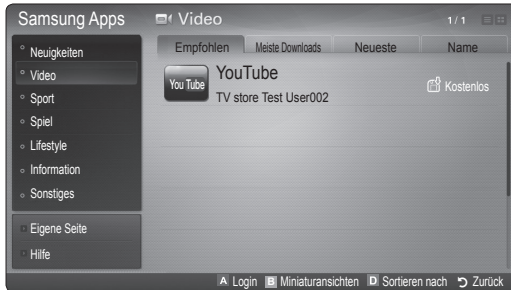 Samsung Apps
Video
1/1
Neuigkeiten
Video
Sport
Spiel
Lifestyle
Information
Sonstiges
Eigene Seite
Hilfe
Empfohlen Meiste Downloads Neueste Name
You Tube
YouTube
TV store Test User002
Kostenlos
A Login B Miniaturansichten D Sortieren nach Zurück